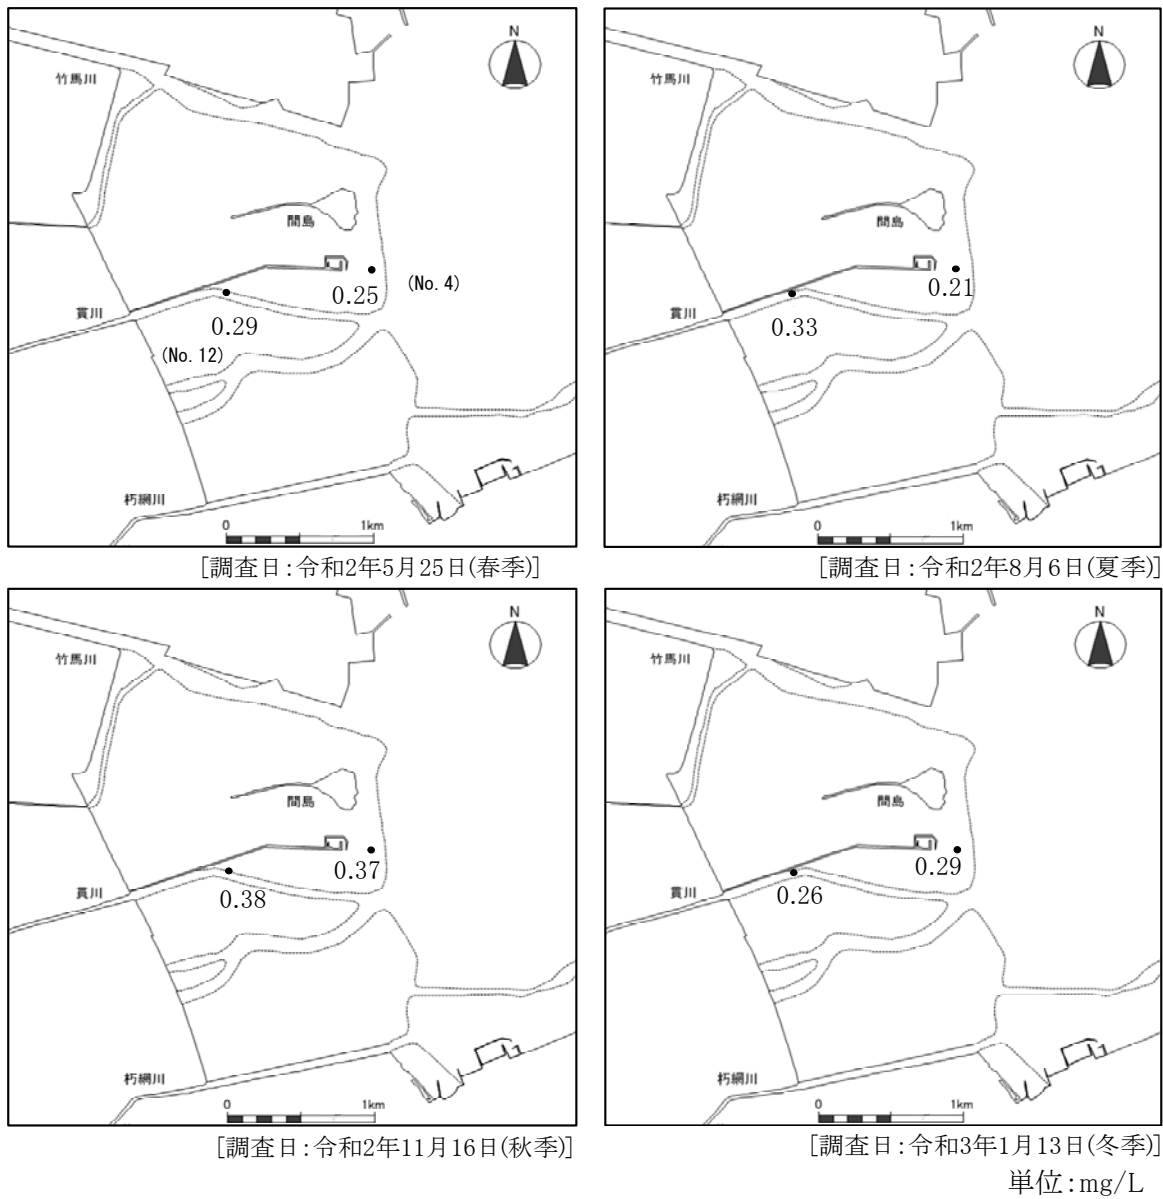 N
竹馬川
間島
0.25
(No. 4)
貫川
0.29
(No. 12)
朽網川
0 1km
[調査日:令和2年5月25日(春季)]
N
竹馬川
間島
0.21
貫川
0.33
朽網川
0 1km
[調査日:令和2年8月6日(夏季)]
N
竹馬川
間島
0.37
貫川
0.38
朽網川
0 1km
[調査日:令和2年11月16日(秋季)]
N
竹馬川
間島
0.29
貫川
0.26
朽網川
0 1km
[調査日:令和3年1月13日(冬季)]
単位:mg/L